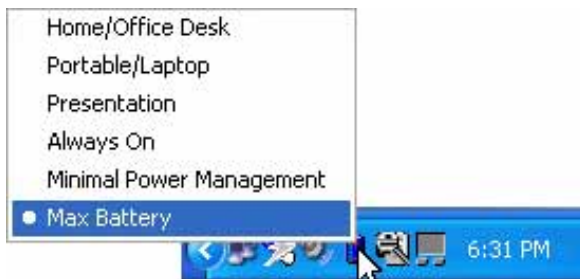 Home/Office Desk
Portable/Laptop
Presentation
Always On
Minimal Power Management
Max Battery
6:31 PM